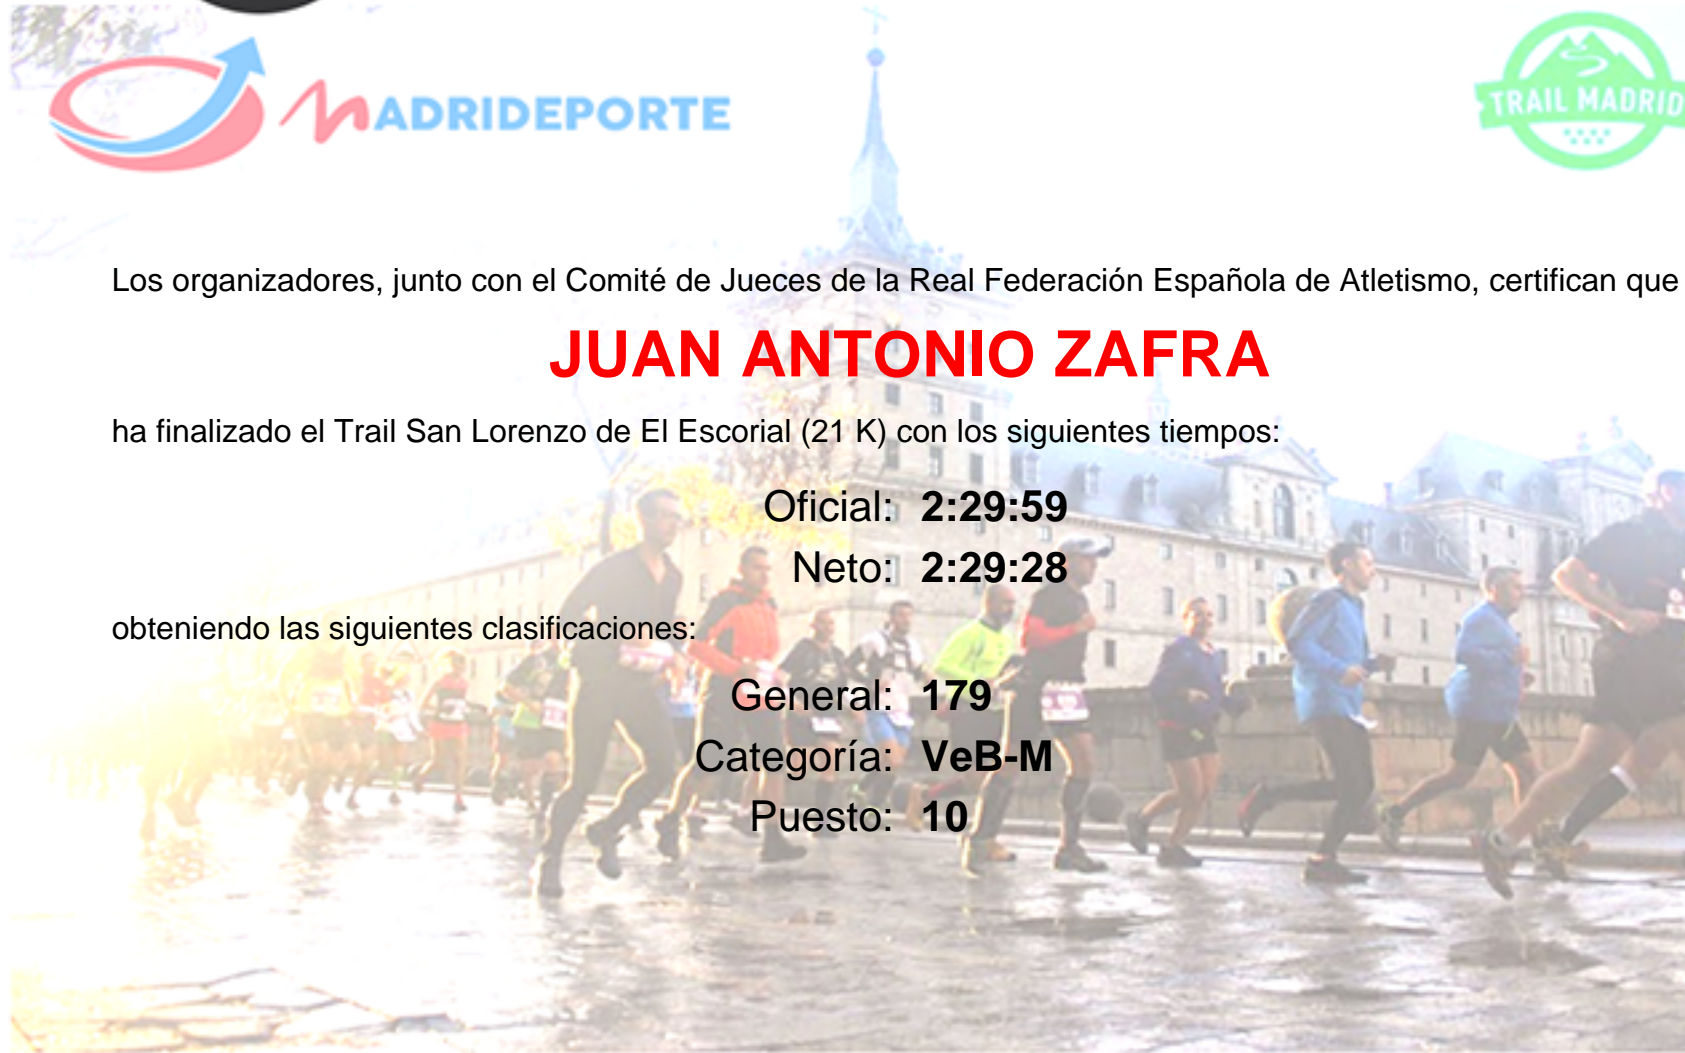 MADRIDEPORTE
TRAIL MADRID
Los organizadores, junto con el Comité de Jueces de la Real Federación Española de Atletismo, certifican que
JUAN ANTONIO ZAFRA
ha finalizado el Trail San Lorenzo de El Escorial (21 K) con los siguientes tiempos:
Oficial: 2:29:59
Neto: 2:29:28
obteniendo las siguientes clasificaciones:
General: 179
Categoría: VeB-M
Puesto: 10